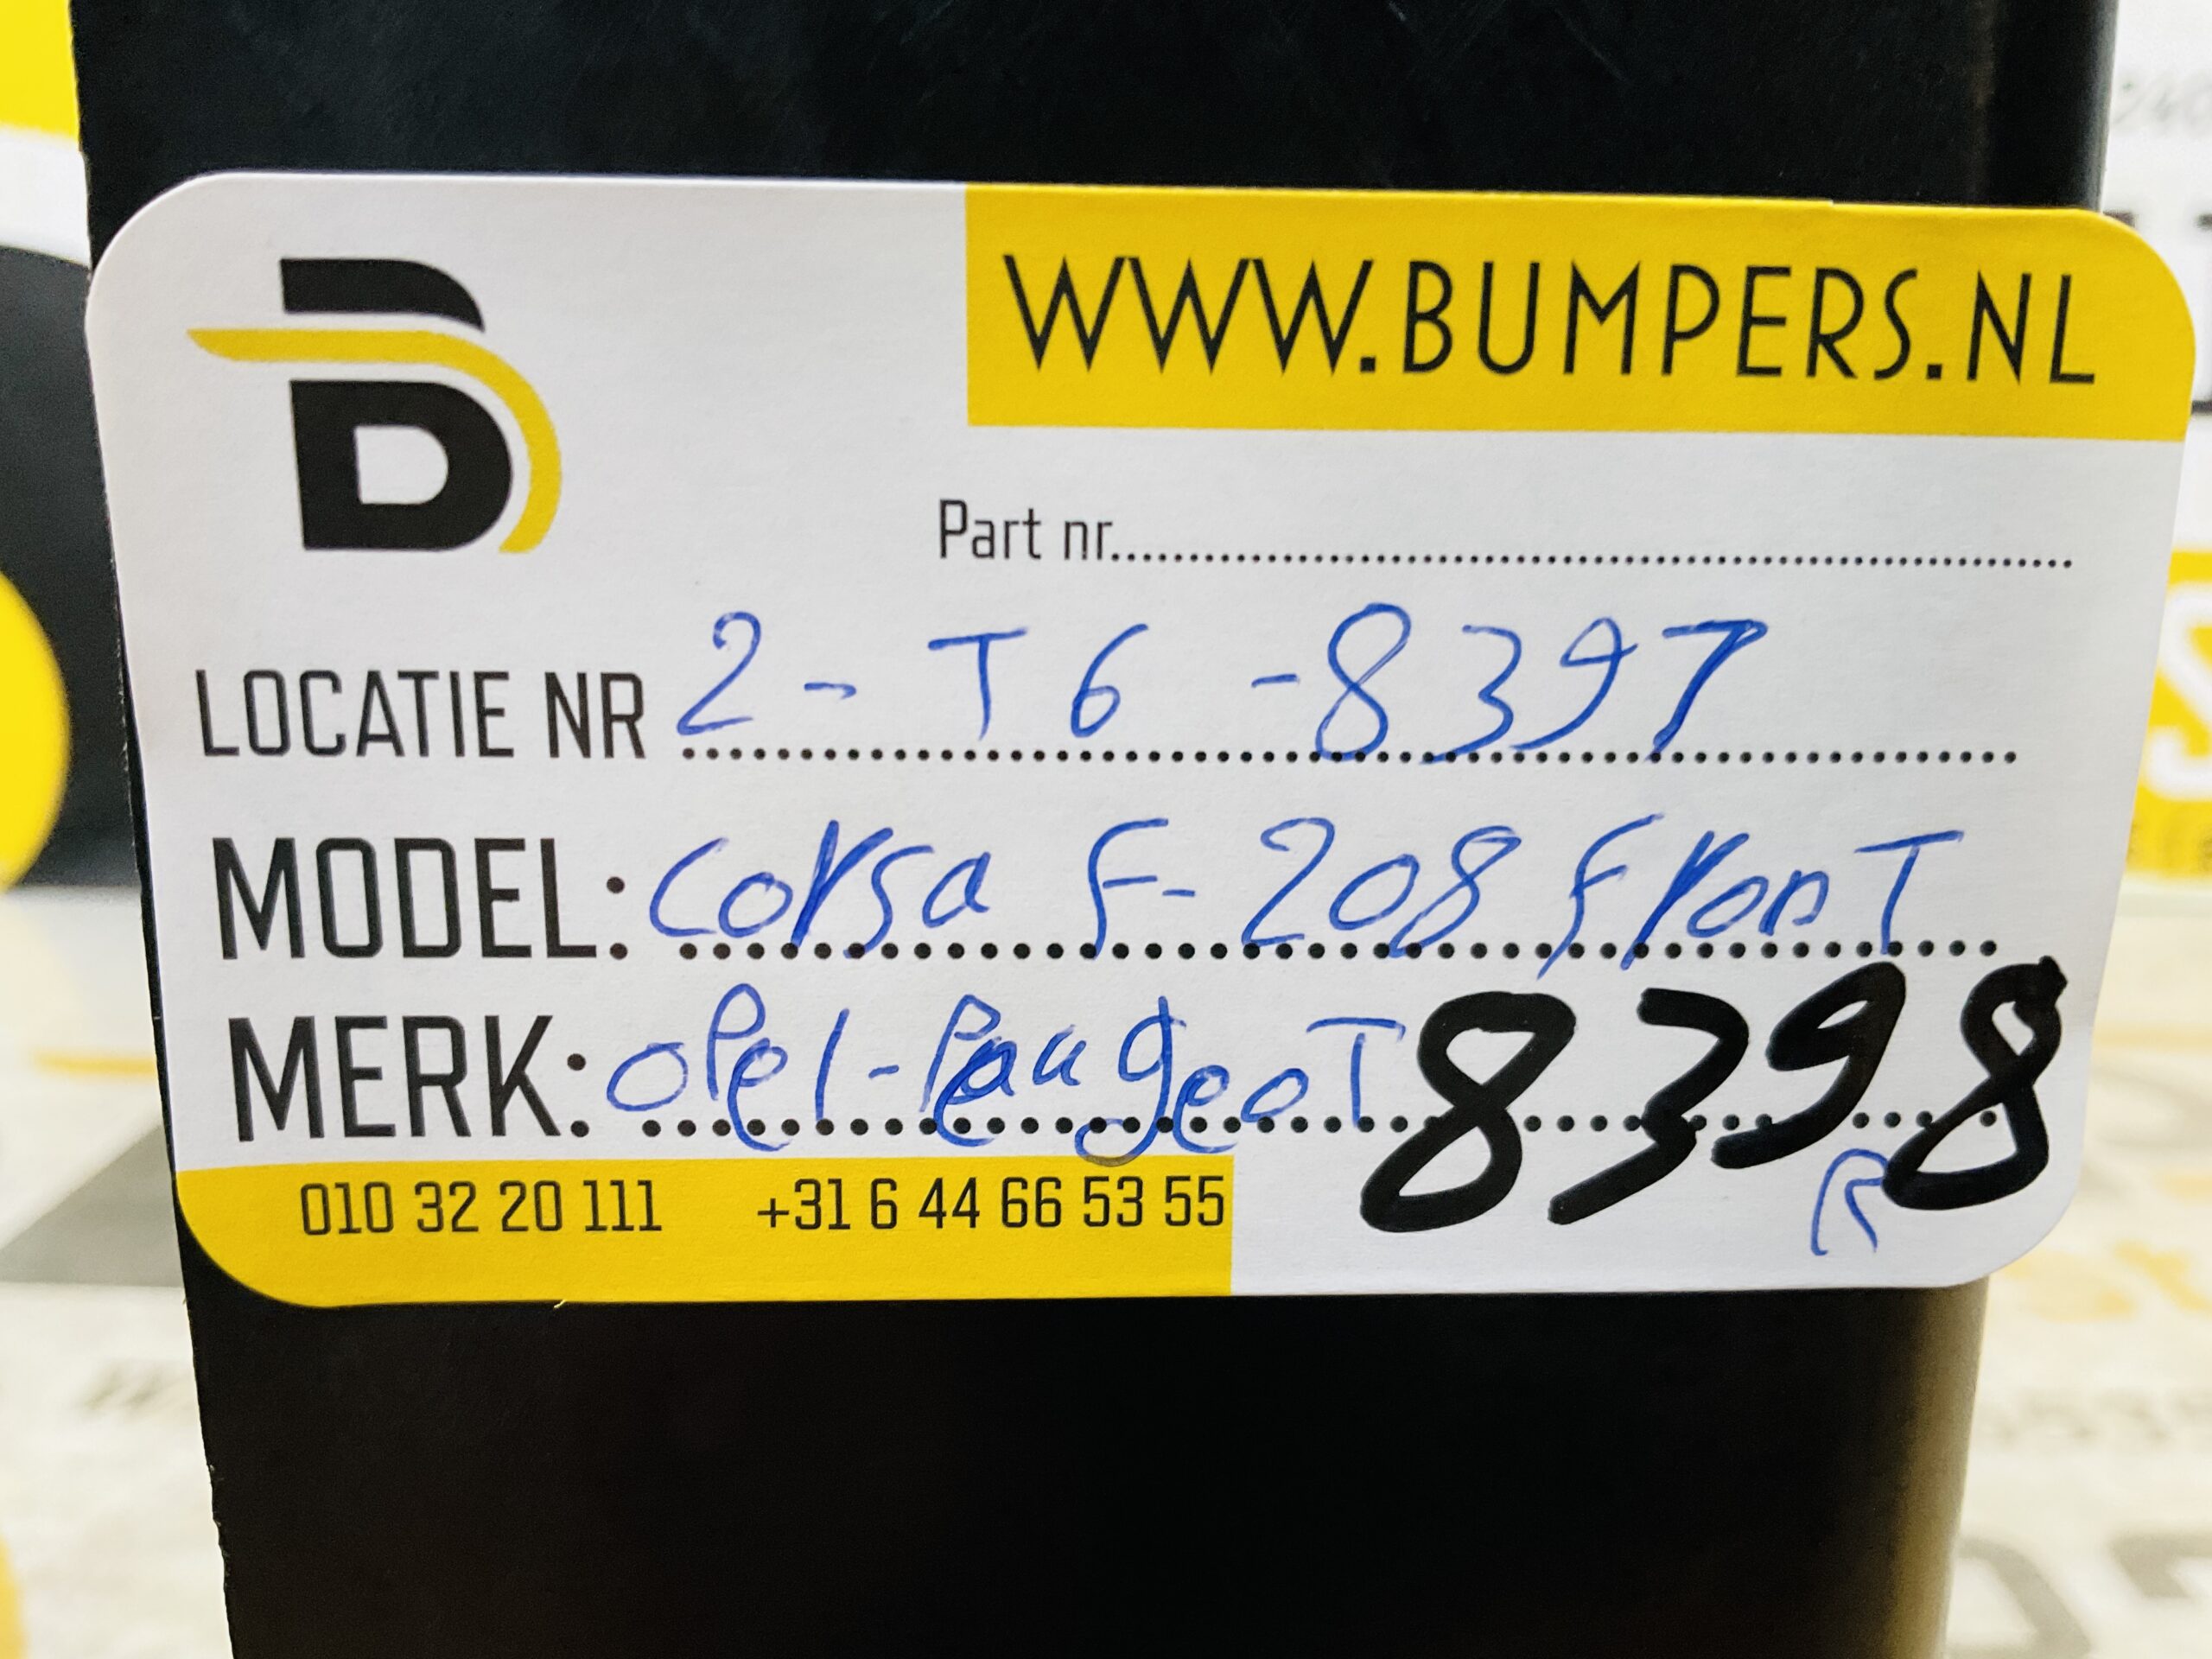 WWW.BUMPERS.NL
Part nr.
LOCATIE NR 2-T6-8397
MODEL: Corsa F-208 fronT
MERK: opel-PeugeoT 8398
R
010 32 20 111 +31 6 44 66 53 55